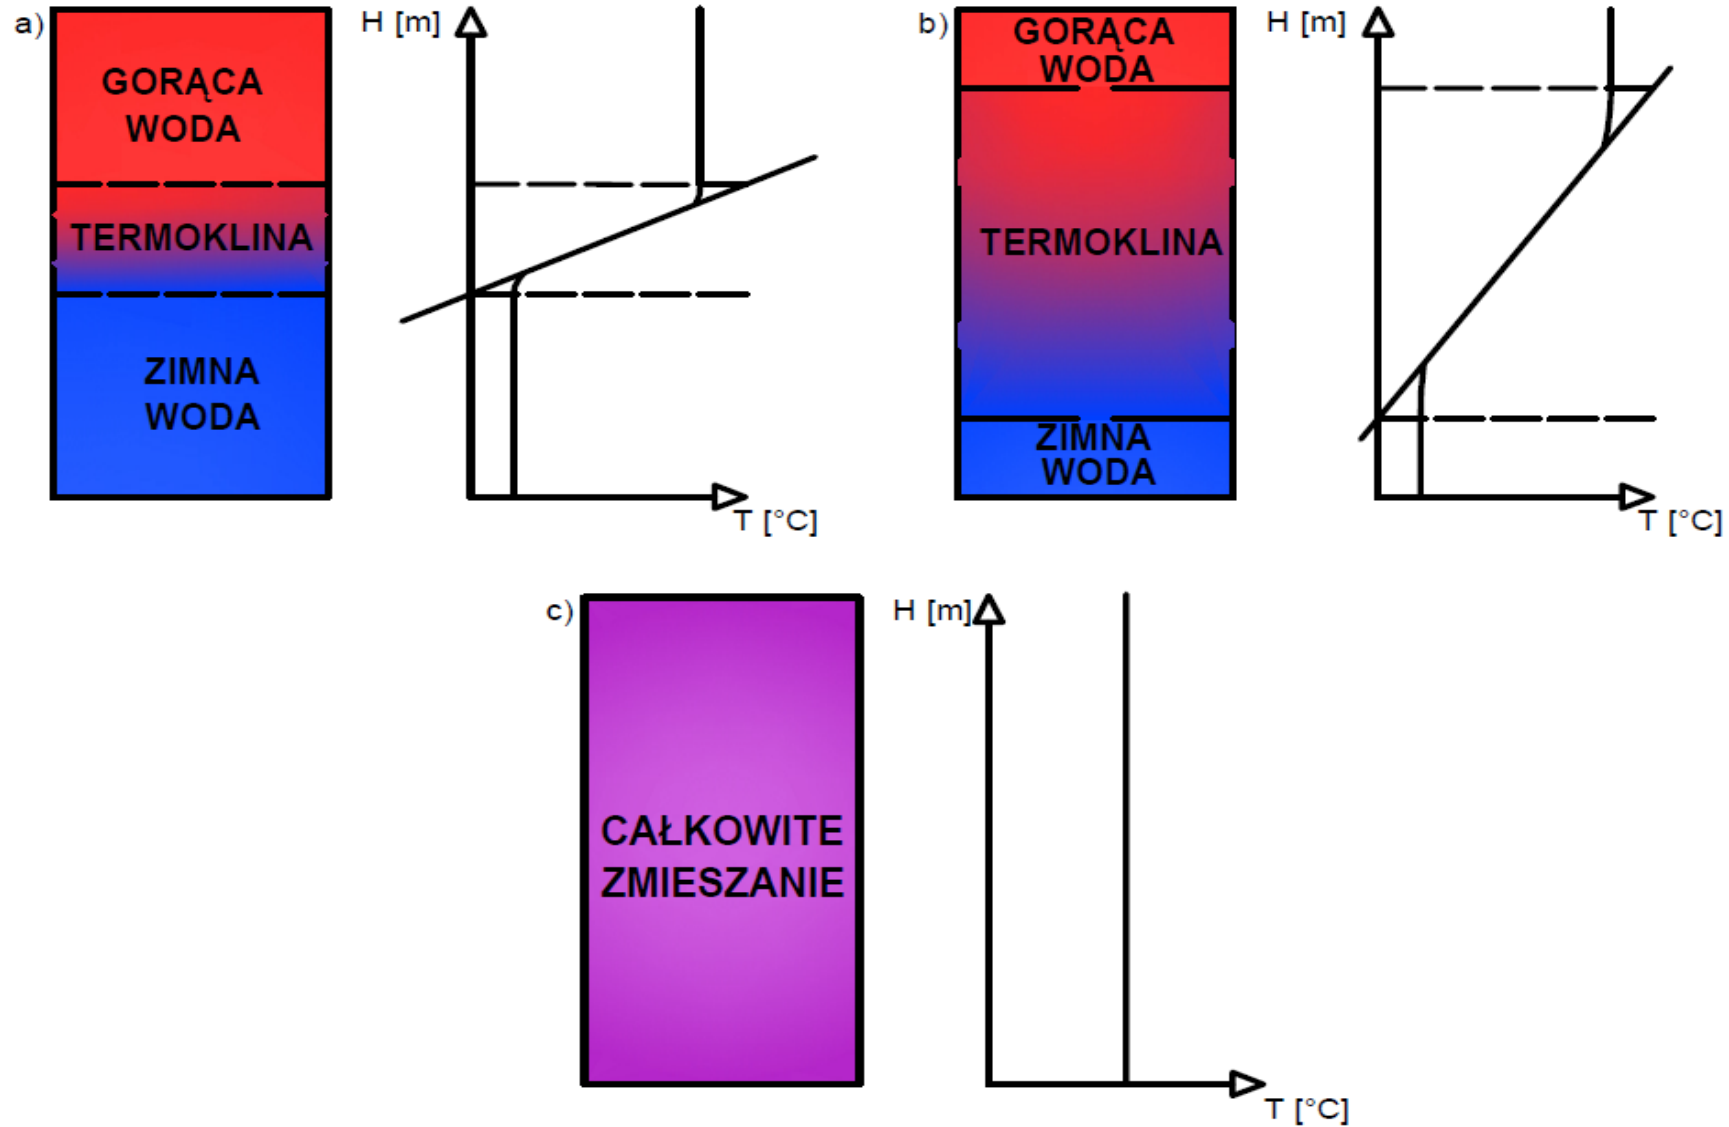 a)
H [m]
GORĄCA
WODA
TERMOKLINA
ZIMNA
WODA
T [°C]
b)
H [m]
GORĄCA
WODA
TERMOKLINA
ZIMNA
WODA
T [°C]
c)
H [m]
CAŁKOWITE
ZMIESZANIE
T [°C]